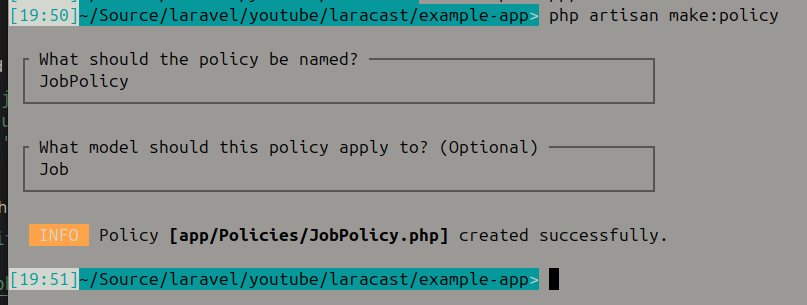 [19:50]~/Source/laravel/youtube/laracast/example-app> php artisan make:policy
What should the policy be named?
JobPolicy
What model should this policy apply to? (Optional)
Job
INFO Policy [app/Policies/JobPolicy.php] created successfully.
[19:51]~/Source/laravel/youtube/laracast/example-app>